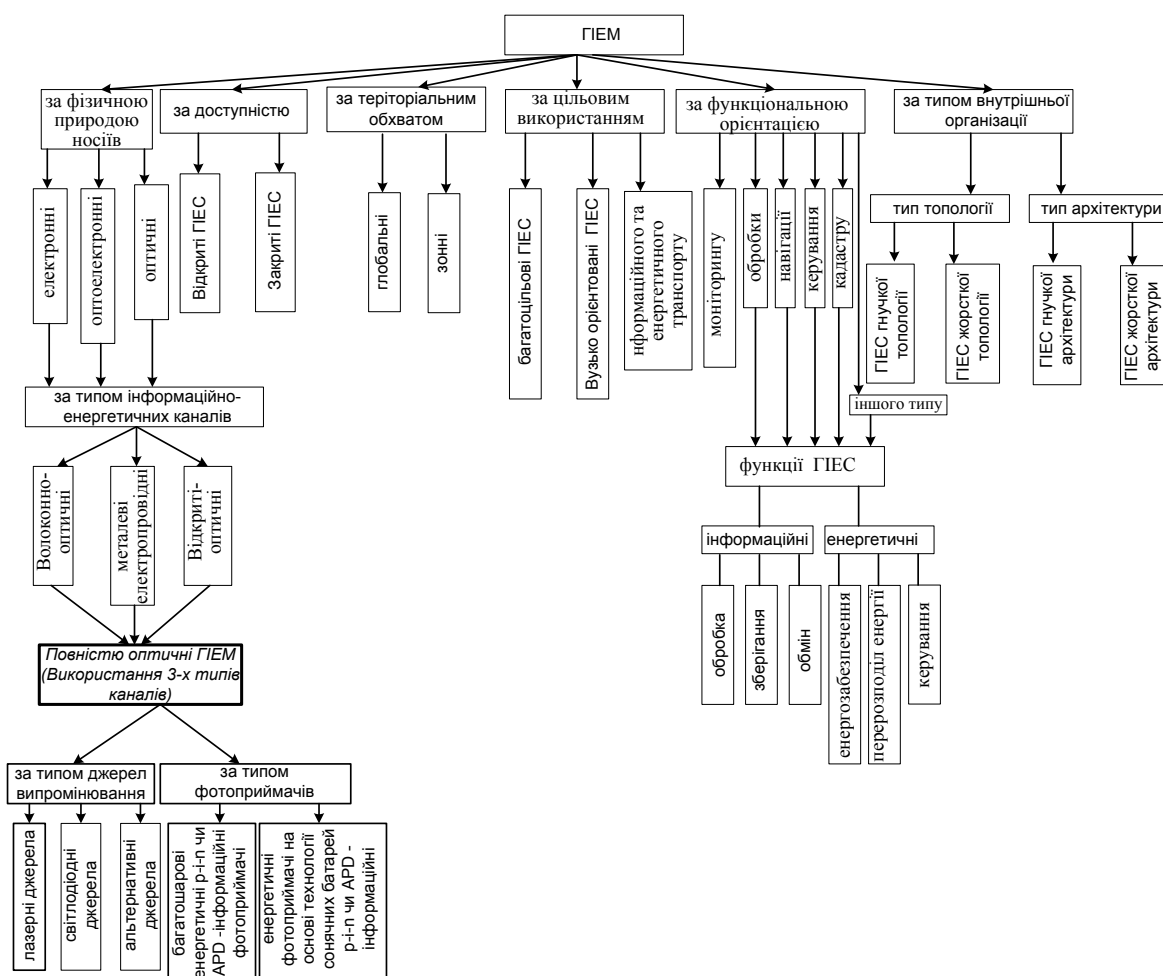 ГІЕМ
за фізичною
природою
носіїв
за доступністю
за теріторіальним
обхватом
за цільовим
використанням
за функціональною
орієнтацією
за типом внутрішньої
організації
електронні
оптоелектронні
оптичні
Відкриті ГІЕС
Закриті ГІЕС
глобальні
зонні
багатоцільові ГІЕС
Вузько орієнтовані ГІЕС
нформаційного та
енергетичного
транспорту
моніторингу
обробки
навігації
керування
кадастру
тип топології
тип архітектури
ГІЕС гнучкої
топології
ГІЕС жорсткої
топології
ГІЕС гнучкої
архітектури
ГІЕС жорсткої
архітектури
іншого типу
за типом інформаційно-
енергетичних каналів
функції ГІЕС
Волоконно-
оптичні
металеві
електропровідні
Відкриті-
оптичні
інформаційні
енергетичні
обробка
зберігання
обмін
енергозабезпечення
перерозподіл енергії
керування
Повністю оптичні ГІЕМ
(Використання 3-х типів
каналів)
за типом джерел
випромінювання
за типом
фотоприймачів
лазерні джерела
світлодіодні
джерела
альтернативні
джерела
багатошарові
енергетичні p-i-n чи
APD -інформаційні
фотоприймачі
енергетичні
фотоприймачі на
основі технології
сонячних батарей
p-i-n чи APD -
інформаційні